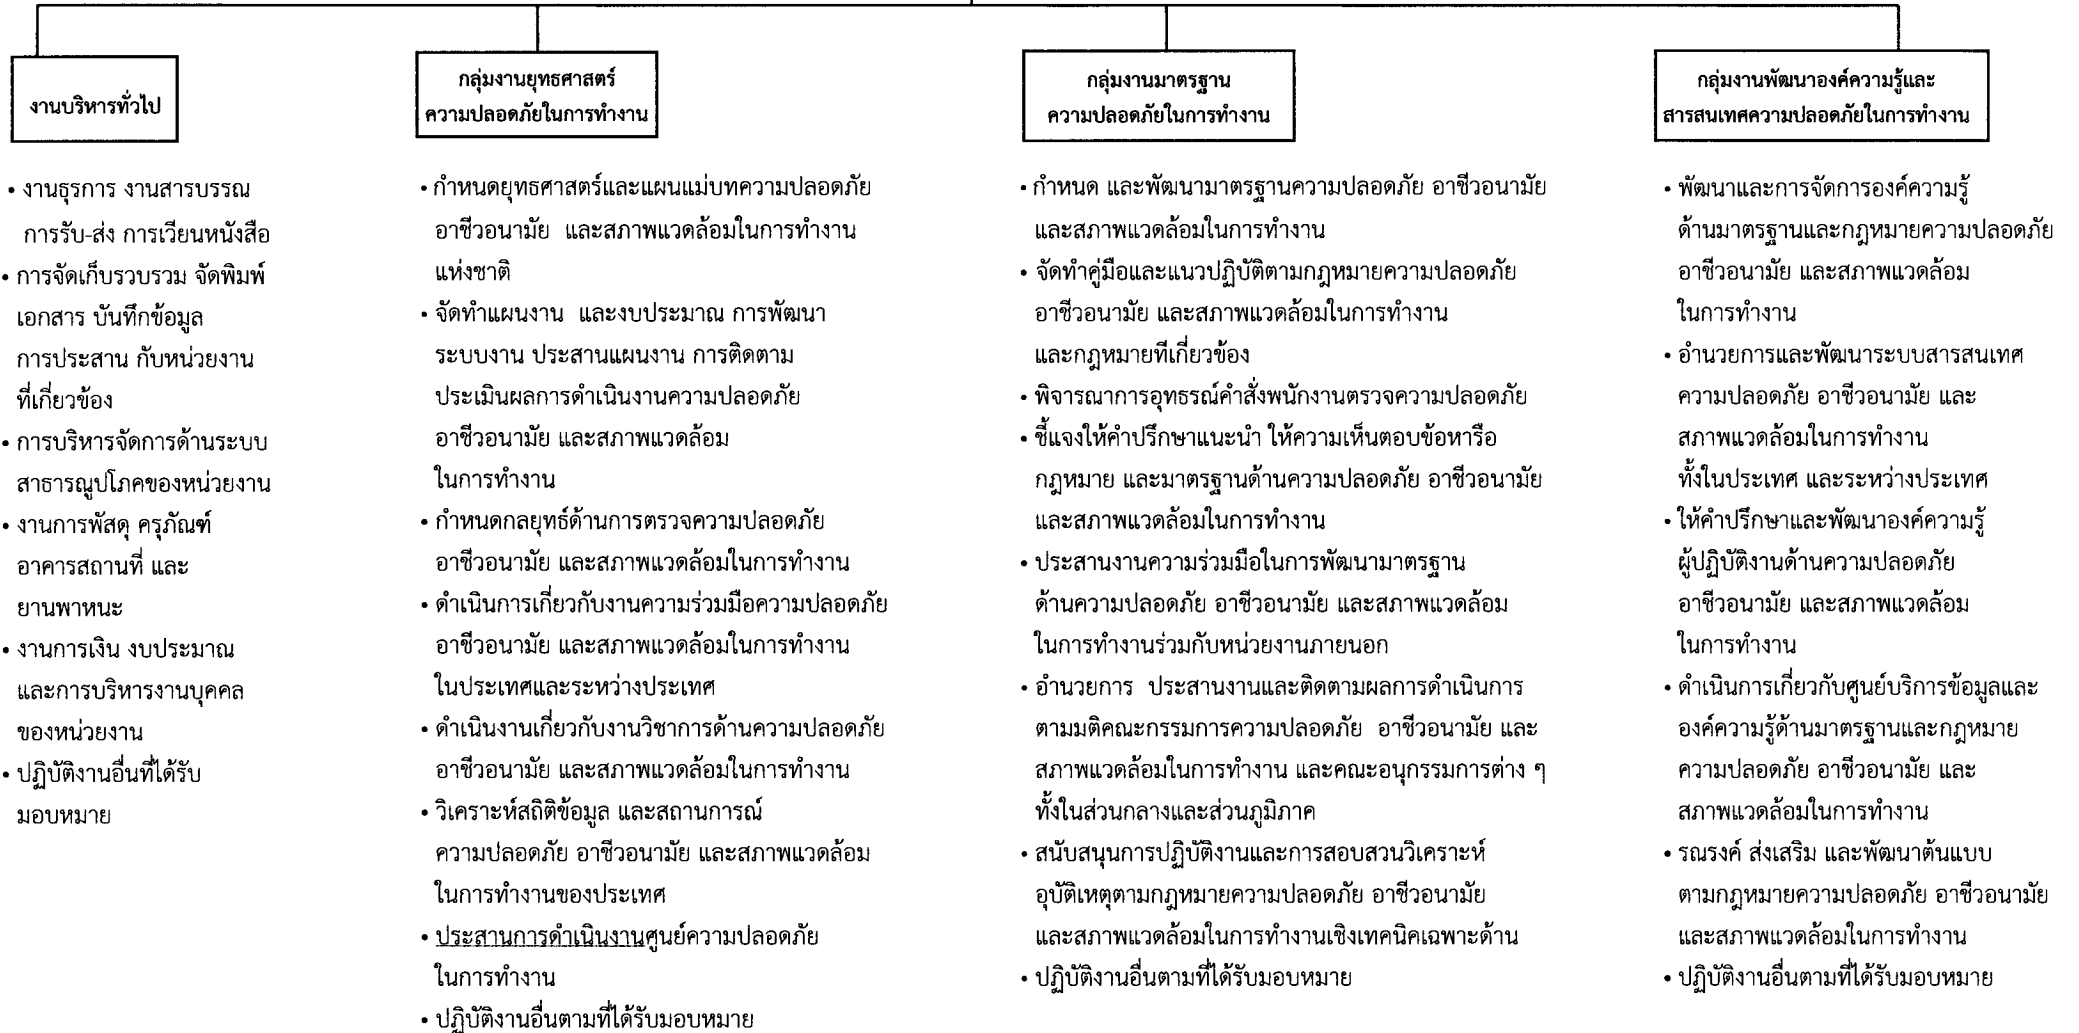 งานบริหารทั่วไป
• งานธุรการ งานสารบรรณ
การรับ-ส่ง การเวียนหนังสือ
• การจัดเก็บรวบรวม จัดพิมพ์
เอกสาร บันทึกข้อมูล
การประสาน กับหน่วยงาน
ที่เกี่ยวข้อง
• การบริหารจัดการด้านระบบ
สาธารณูปโภคของหน่วยงาน
• งานการพัสดุ ครุภัณฑ์
อาคารสถานที่ และ
ยานพาหนะ
• งานการเงิน งบประมาณ
และการบริหารงานบุคคล
ของหน่วยงาน
• ปฏิบัติงานอื่นที่ได้รับ
มอบหมาย
กลุ่มงานยุทธศาสตร์
ความปลอดภัยในการทำงาน
• กำหนดยุทธศาสตร์และแผนแม่บทความปลอดภัย
อาชีวอนามัย และสภาพแวดล้อมในการทำงาน
แห่งชาติ
• จัดทำแผนงาน และงบประมาณ การพัฒนา
ระบบงาน ประสานแผนงาน การติดตาม
ประเมินผลการดำเนินงานความปลอดภัย
อาชีวอนามัย และสภาพแวดล้อม
ในการทำงาน
• กำหนดกลยุทธ์ด้านการตรวจความปลอดภัย
อาชีวอนามัย และสภาพแวดล้อมในการทำงาน
• ดำเนินการเกี่ยวกับงานความร่วมมือความปลอดภัย
อาชีวอนามัย และสภาพแวดล้อมในการทำงาน
ในประเทศและระหว่างประเทศ
• ดำเนินงานเกี่ยวกับงานวิชาการด้านความปลอดภัย
อาชีวอนามัย และสภาพแวดล้อมในการทำงาน
• วิเคราะห์สถิติข้อมูล และสถานการณ์
ความปลอดภัย อาชีวอนามัย และสภาพแวดล้อม
ในการทำงานของประเทศ
• ประสานการดำเนินงานศูนย์ความปลอดภัย
ในการทำงาน
• ปฏิบัติงานอื่นตามที่ได้รับมอบหมาย
กลุ่มงานมาตรฐาน
ความปลอดภัยในการทำงาน
• กำหนด และพัฒนามาตรฐานความปลอดภัย อาชีวอนามัย
และสภาพแวดล้อมในการทำงาน
• จัดทำคู่มือและแนวปฏิบัติตามกฎหมายความปลอดภัย
อาชีวอนามัย และสภาพแวดล้อมในการทำงาน
และกฎหมายทีเกี่ยวข้อง
• พิจารณาการอุทธรณ์คำสั่งพนักงานตรวจความปลอดภัย
• ชี้แจงให้คำปรึกษาแนะนำ ให้ความเห็นตอบข้อหารือ
กฎหมาย และมาตรฐานด้านความปลอดภัย อาชีวอนามัย
และสภาพแวดล้อมในการทำงาน
• ประสานงานความร่วมมือในการพัฒนามาตรฐาน
ด้านความปลอดภัย อาชีวอนามัย และสภาพแวดล้อม
ในการทำงานร่วมกับหน่วยงานภายนอก
• อำนวยการ ประสานงานและติดตามผลการดำเนินการ
ตามมติคณะกรรมการความปลอดภัย อาชีวอนามัย และ
สภาพแวดล้อมในการทำงาน และคณะอนุกรรมการต่าง ๆ
ทั้งในส่วนกลางและส่วนภูมิภาค
• สนับสนุนการปฏิบัติงานและการสอบสวนวิเคราะห์
อุบัติเหตุตามกฎหมายความปลอดภัย อาชีวอนามัย
และสภาพแวดล้อมในการทำงานเชิงเทคนิคเฉพาะด้าน
• ปฏิบัติงานอื่นตามที่ได้รับมอบหมาย
กลุ่มงานพัฒนาองค์ความรู้และ
สารสนเทศความปลอดภัยในการทำงาน
• พัฒนาและการจัดการองค์ความรู้
ด้านมาตรฐานและกฎหมายความปลอดภัย
อาชีวอนามัย และสภาพแวดล้อม
ในการทำงาน
• อำนวยการและพัฒนาระบบสารสนเทศ
ความปลอดภัย อาชีวอนามัย และ
สภาพแวดล้อมในการทำงาน
ทั้งในประเทศ และระหว่างประเทศ
• ให้คำปรึกษาและพัฒนาองค์ความรู้
ผู้ปฏิบัติงานด้านความปลอดภัย
อาชีวอนามัย และสภาพแวดล้อม
ในการทำงาน
• ดำเนินการเกี่ยวกับศูนย์บริการข้อมูลและ
องค์ความรู้ด้านมาตรฐานและกฎหมาย
ความปลอดภัย อาชีวอนามัย และ
สภาพแวดล้อมในการทำงาน
• รณรงค์ ส่งเสริม และพัฒนาต้นแบบ
ตามกฎหมายความปลอดภัย อาชีวอนามัย
และสภาพแวดล้อมในการทำงาน
• ปฏิบัติงานอื่นตามที่ได้รับมอบหมาย